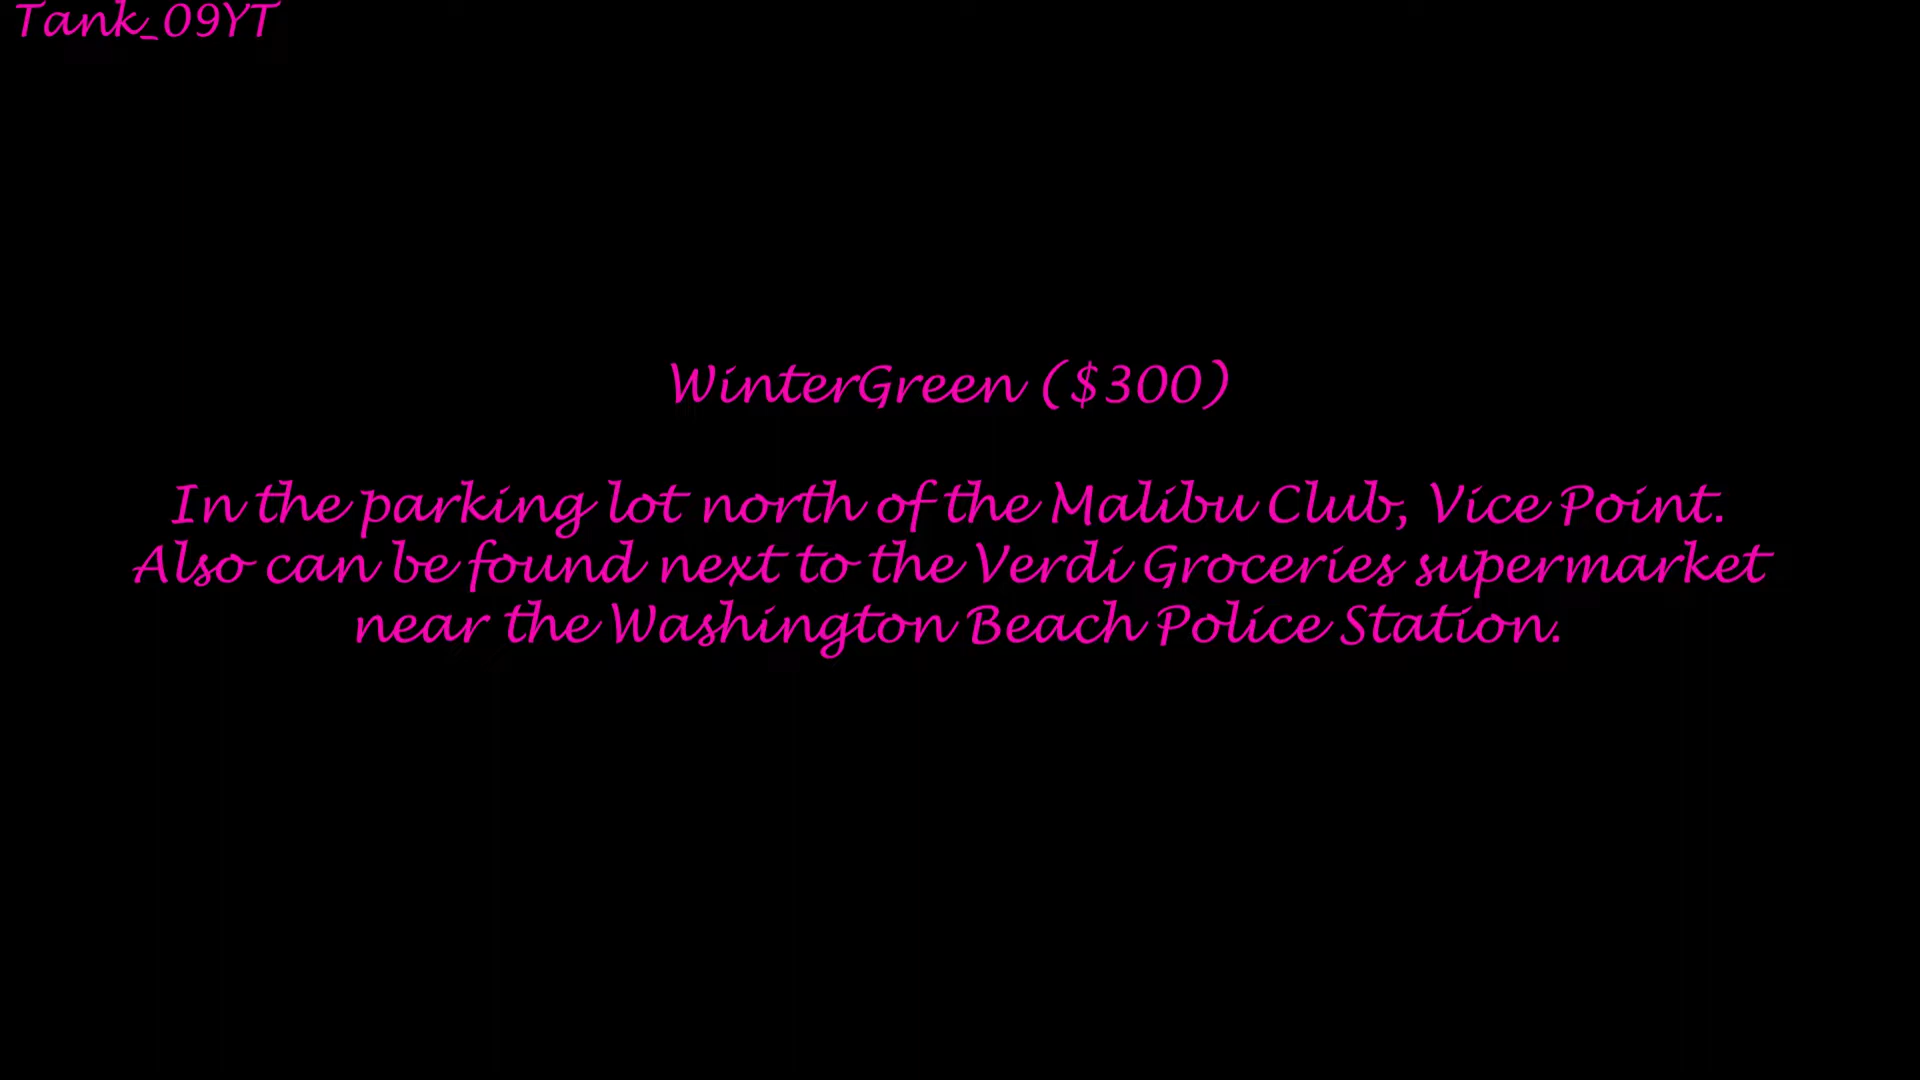 Tank_09YT
WinterGreen ($300)
In the parking lot north of the Malibu Club, Vice Point.
Also can be found next to the Verdi Groceries supermarket
near the Washington Beach Police Station.